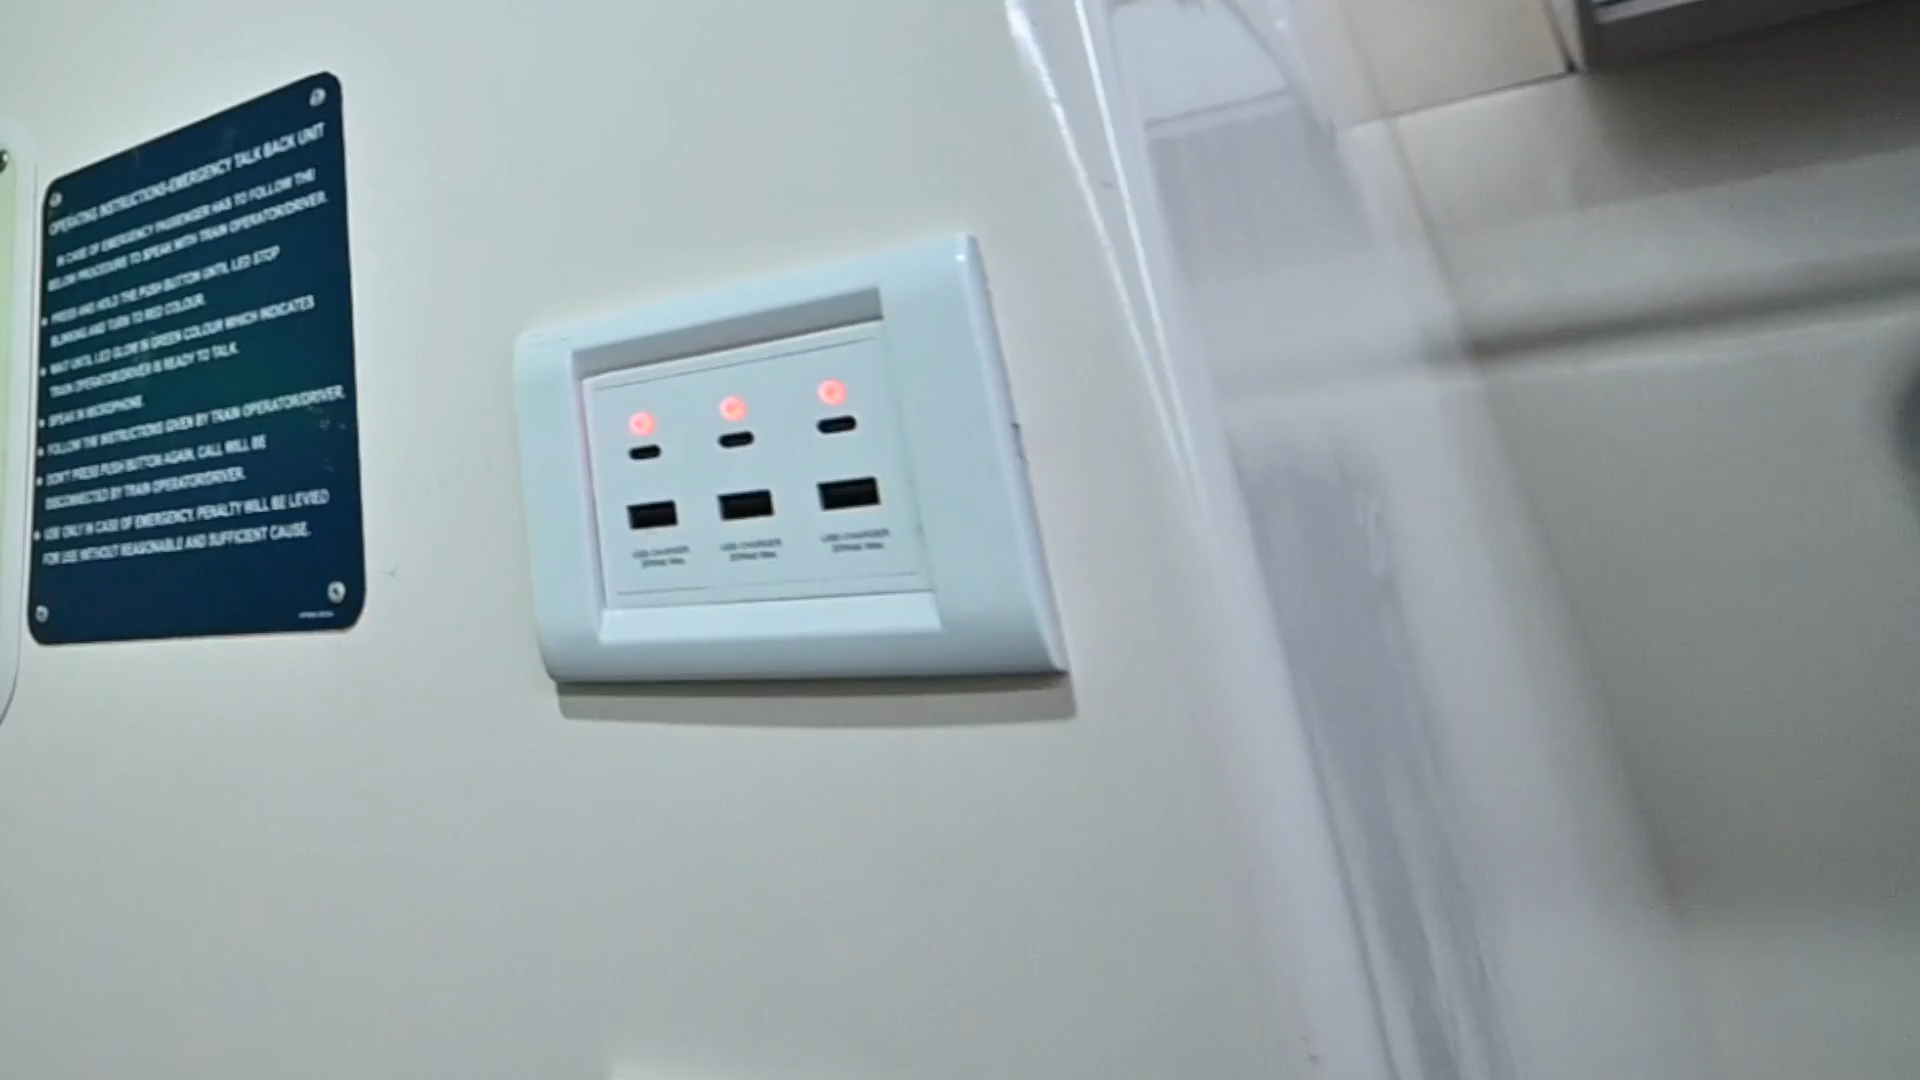 OPERATING INSTRUCTIONS-EMERGENCY TALK BACK UNIT
IN CASE OF EMERGENCY PASSENGER HAS TO FOLLOW THE
BELOW PROCEDURE TO SPEAK WITH TRAIN OPERATOR/DRIVER.
• PRESS AND HOLD THE PUSH BUTTON UNTIL LED STOP
BLINKING AND TURN TO RED COLOUR.
• WAIT UNTIL LED GLOW IN GREEN COLOUR WHICH INDICATES
TRAIN OPERATOR/DRIVER IS READY TO TALK.
• SPEAK IN MICROPHONE.
• FOLLOW THE INSTRUCTIONS GIVEN BY TRAIN OPERATOR/DRIVER.
• DON'T PRESS PUSH BUTTON AGAIN, CALL WILL BE
DISCONNECTED BY TRAIN OPERATOR/DRIVER.
• USE ONLY IN CASE OF EMERGENCY. PENALTY WILL BE LEVIED
FOR USE WITHOUT REASONABLE AND SUFFICIENT CAUSE.
USB CHARGER
USB CHARGER
USB CHARGER